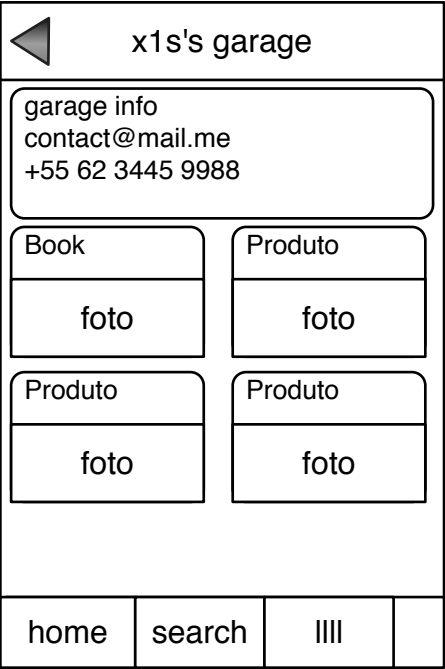 x1s's garage
garage info
contact@mail.me
+55 62 3445 9988
Book
Produto
foto
foto
Produto
Produto
foto
foto
home
search
llll